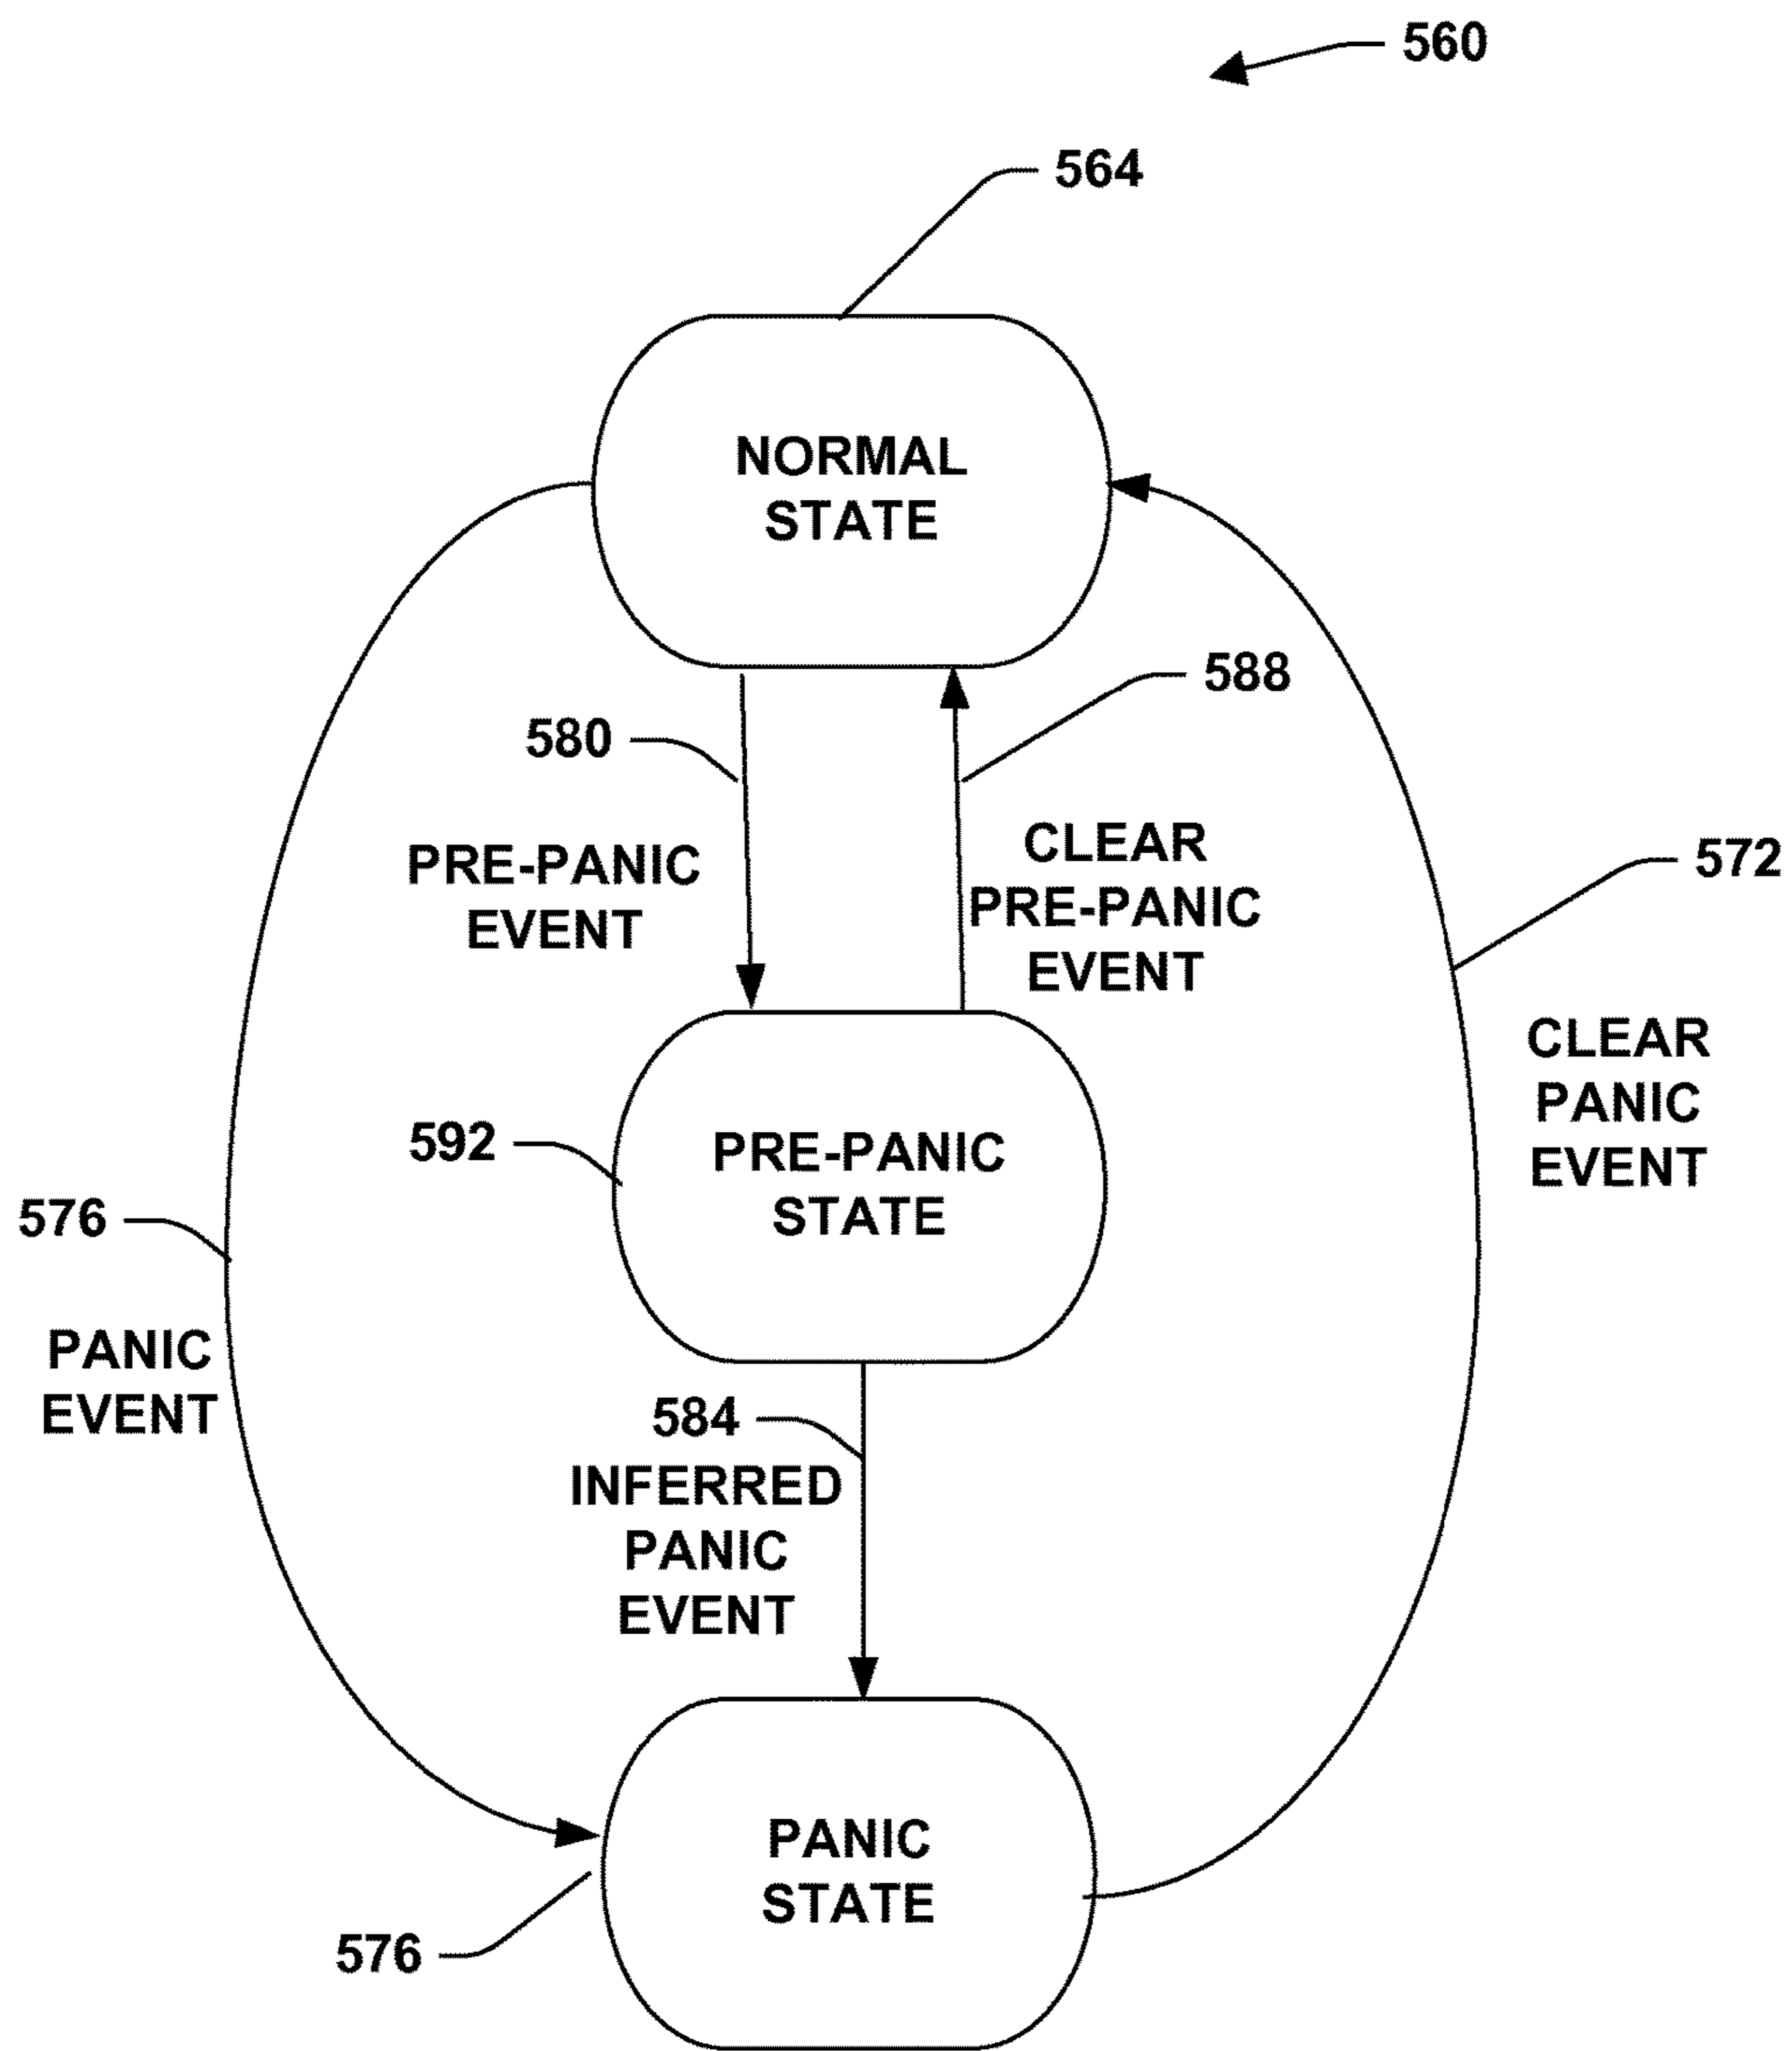 560
564
NORMAL
STATE
588
580
CLEAR
PRE-PANIC
EVENT
PRE-PANIC
EVENT
572
CLEAR
PANIC
EVENT
592
PRE-PANIC
STATE
576
PANIC
EVENT
584
INFERRED
PANIC
EVENT
PANIC
STATE
576